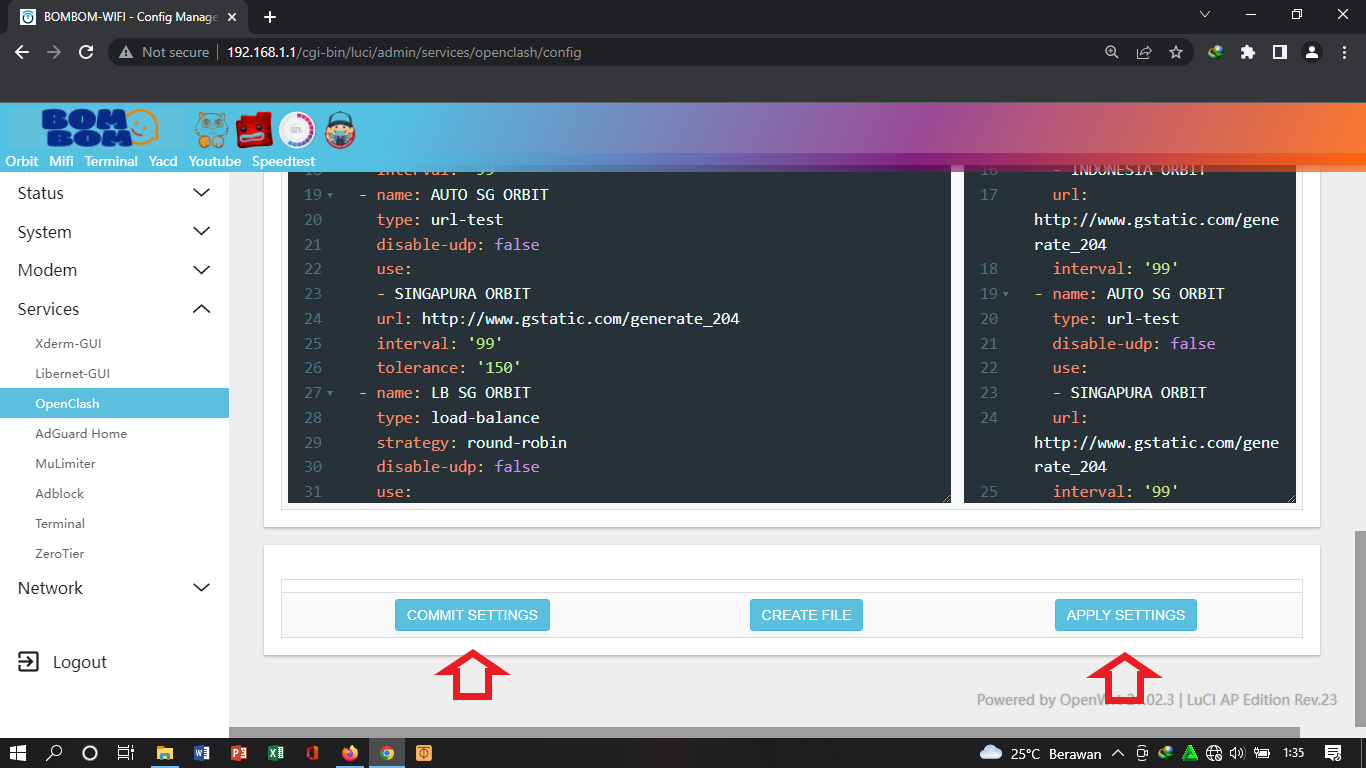 BOMBOM-WIFI - Config Manage
Not secure
192.168.1.1/cgi-bin/luci/admin/services/openclash/config
BOM
BOM
Orbit Mifi Terminal Yacd Youtube Speedtest
Status
System
Modem
Services
Xderm-GUI
Libernet-GUI
OpenClash
AdGuard Home
MuLimiter
Adblock
Terminal
ZeroTier
Network
Logout
18 interval: '99'
19 - name: AUTO SG ORBIT
20 type: url-test
21 disable-udp: false
22 use:
23 - SINGAPURA ORBIT
24 url: http://www.gstatic.com/generate_204
25 interval: '99'
26 tolerance: '150'
27 - name: LB SG ORBIT
28 type: load-balance
29 strategy: round-robin
30 disable-udp: false
31 use:
16 - INDONESIA ORBIT
17 url:
http://www.gstatic.com/gene
rate_204
18 interval: '99'
19 - name: AUTO SG ORBIT
20 type: url-test
21 disable-udp: false
22 use:
23 - SINGAPURA ORBIT
24 url:
http://www.gstatic.com/gene
rate_204
25 interval: '99'
COMMIT SETTINGS
CREATE FILE
APPLY SETTINGS
Powered by 21.02.3 | LuCI AP Edition Rev.23
25°C Berawan
1:35